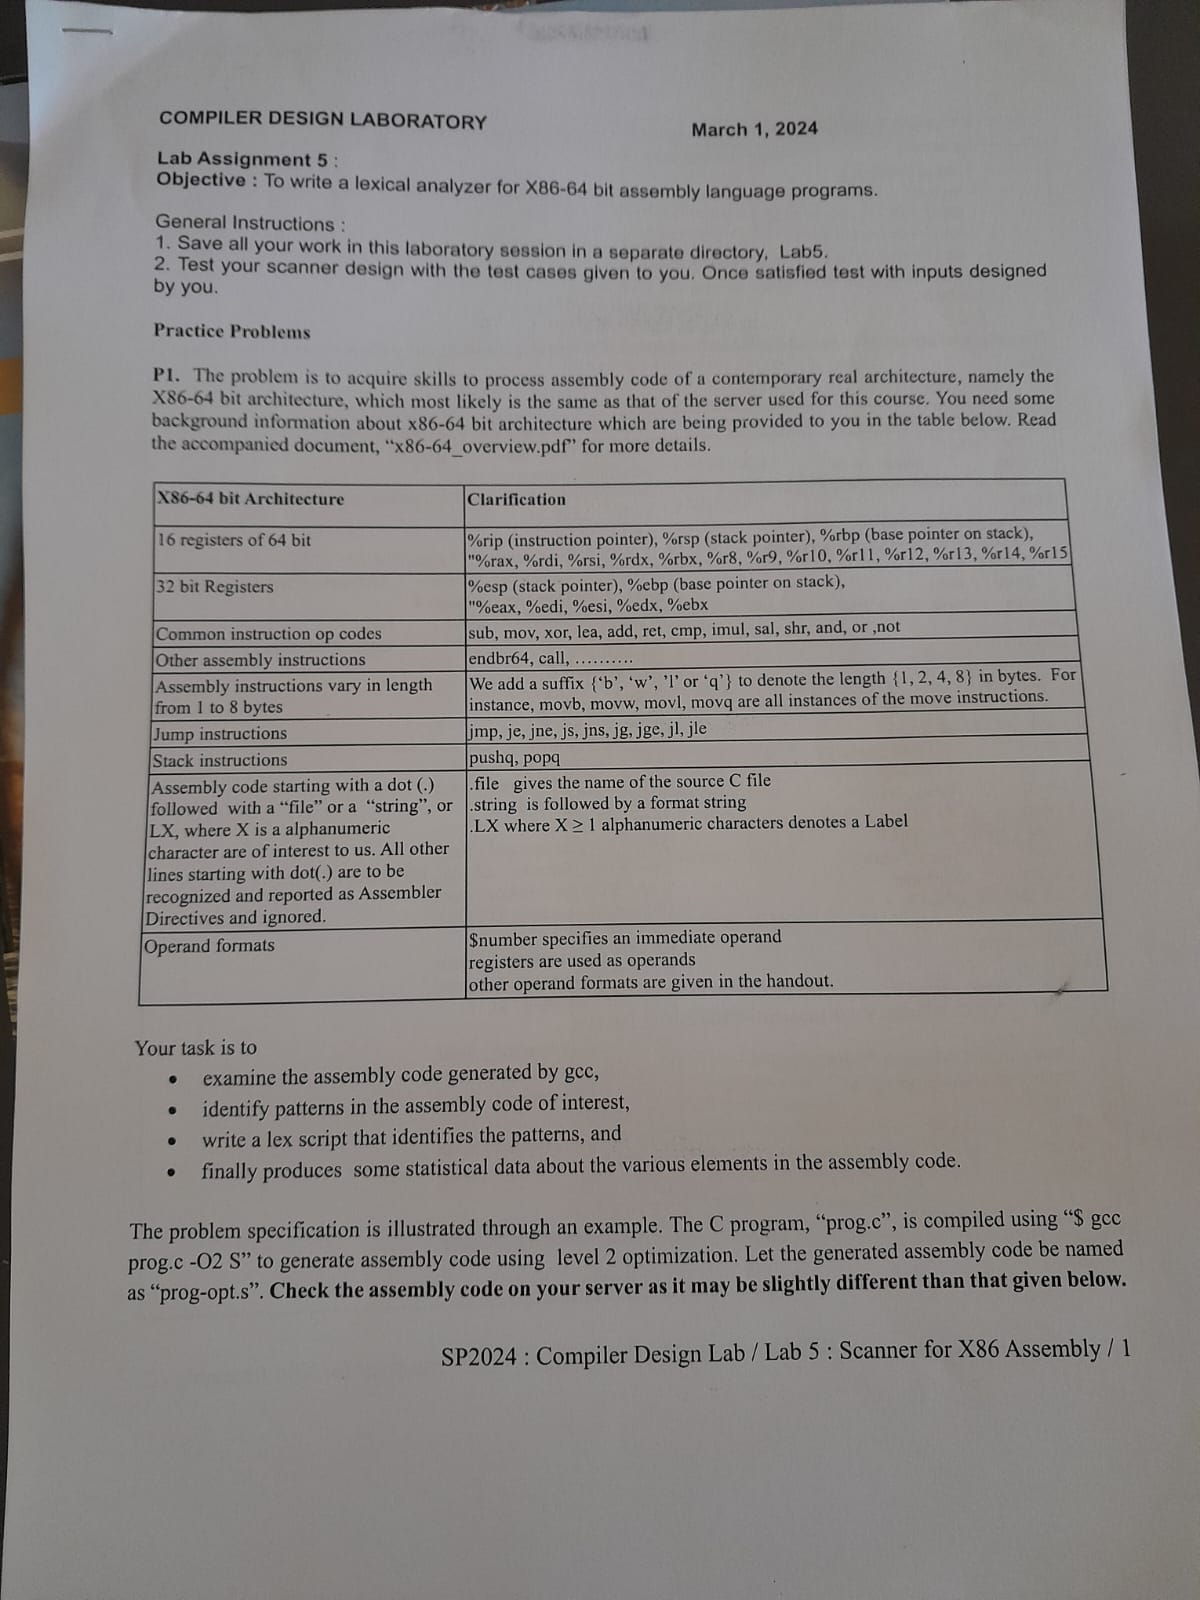 COMPILER DESIGN LABORATORY
March 1, 2024
Lab Assignment 5 :
Objective : To write a lexical analyzer for X86-64 bit assembly language programs.
General Instructions :
1. Save all your work in this laboratory session in a separate directory, Lab5.
2. Test your scanner design with the test cases given to you. Once satisfied test with inputs designed
by you.
Practice Problems
P1. The problem is to acquire skills to process assembly code of a contemporary real architecture, namely the
X86-64 bit architecture, which most likely is the same as that of the server used for this course. You need some
background information about x86-64 bit architecture which are being provided to you in the table below. Read
the accompanied document, “x86-64_overview.pdf” for more details.
X86-64 bit Architecture
Clarification
16 registers of 64 bit
%rip (instruction pointer), %rsp (stack pointer), %rbp (base pointer on stack),
"%rax, %rdi, %rsi, %rdx, %rbx, %r8, %r9, %r10, %r11, %r12, %r13, %r14, %r15
32 bit Registers
%esp (stack pointer), %ebp (base pointer on stack),
"%eax, %edi, %esi, %edx, %ebx
Common instruction op codes
sub, mov, xor, lea, add, ret, cmp, imul, sal, shr, and, or ,not
Other assembly instructions
endbr64, call, ..........
Assembly instructions vary in length
from 1 to 8 bytes
We add a suffix {‘b’, ‘w’, ’l’ or ‘q’} to denote the length {1, 2, 4, 8} in bytes. For
instance, movb, movw, movl, movq are all instances of the move instructions.
Jump instructions
jmp, je, jne, js, jns, jg, jge, jl, jle
Stack instructions
pushq, popq
Assembly code starting with a dot (.)
followed with a “file” or a “string”, or
LX, where X is a alphanumeric
character are of interest to us. All other
lines starting with dot(.) are to be
recognized and reported as Assembler
Directives and ignored.
.file gives the name of the source C file
.string is followed by a format string
.LX where X ≥ 1 alphanumeric characters denotes a Label
Operand formats
$number specifies an immediate operand
registers are used as operands
other operand formats are given in the handout.
Your task is to
• examine the assembly code generated by gcc,
• identify patterns in the assembly code of interest,
• write a lex script that identifies the patterns, and
• finally produces some statistical data about the various elements in the assembly code.
The problem specification is illustrated through an example. The C program, “prog.c”, is compiled using “$ gcc
prog.c -O2 S” to generate assembly code using level 2 optimization. Let the generated assembly code be named
as “prog-opt.s”. Check the assembly code on your server as it may be slightly different than that given below.
SP2024 : Compiler Design Lab / Lab 5 : Scanner for X86 Assembly / 1